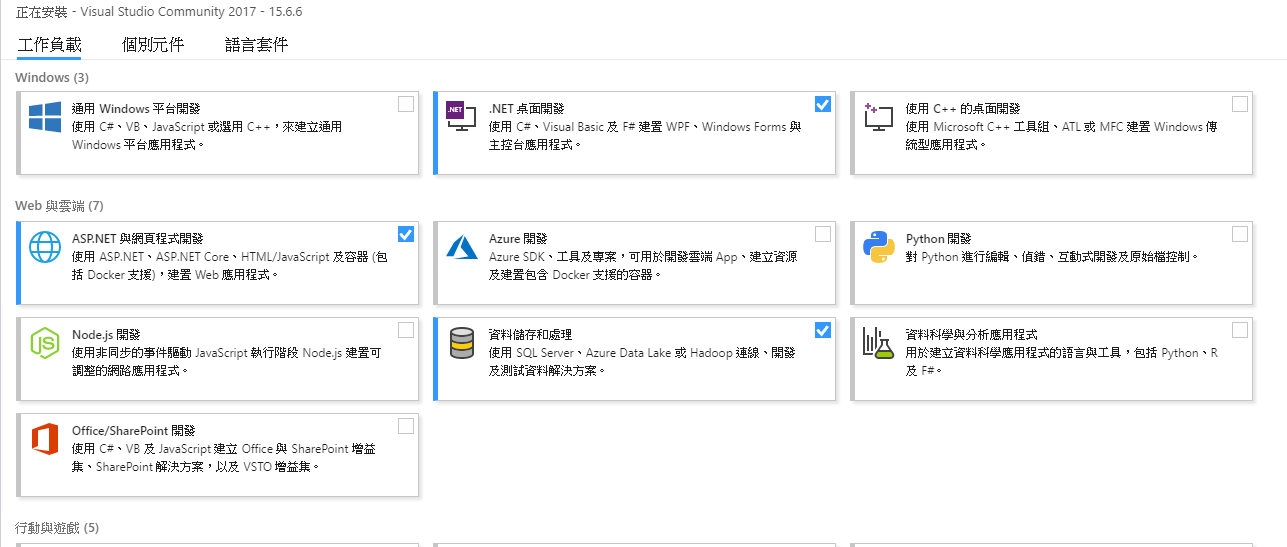 正在安裝 - Visual Studio Community 2017 - 15.6.6
工作負載 個別元件 語言套件
Windows (3)
通用 Windows 平台開發
使用 C#、VB、JavaScript 或選用 C++，來建立通用
Windows 平台應用程式。
.NET
.NET 桌面開發
使用 C#、Visual Basic 及 F# 建置 WPF、Windows Forms 與
主控台應用程式。
使用 C++ 的桌面開發
使用 Microsoft C++ 工具組、ATL 或 MFC 建置 Windows 傳
統型應用程式。
Web 與雲端 (7)
ASP.NET 與網頁程式開發
使用 ASP.NET、ASP.NET Core、HTML/JavaScript 及容器 (包
括 Docker 支援)，建置 Web 應用程式。
Azure 開發
Azure SDK、工具及專案，可用於開發雲端 App、建立資源
及建置包含 Docker 支援的容器。
Python 開發
對 Python 進行編輯、偵錯、互動式開發及原始檔控制。
JS
Node.js 開發
使用非同步的事件驅動 JavaScript 執行階段 Node.js 建置可
調整的網路應用程式。
資料儲存和處理
使用 SQL Server、Azure Data Lake 或 Hadoop 連線、開發
及測試資料解決方案。
資料科學與分析應用程式
用於建立資料科學應用程式的語言與工具，包括 Python、R
及 F#。
Office/SharePoint 開發
使用 C#、VB 及 JavaScript 建立 Office 與 SharePoint 增益
集、SharePoint 解決方案，以及 VSTO 增益集。
行動與遊戲 (5)